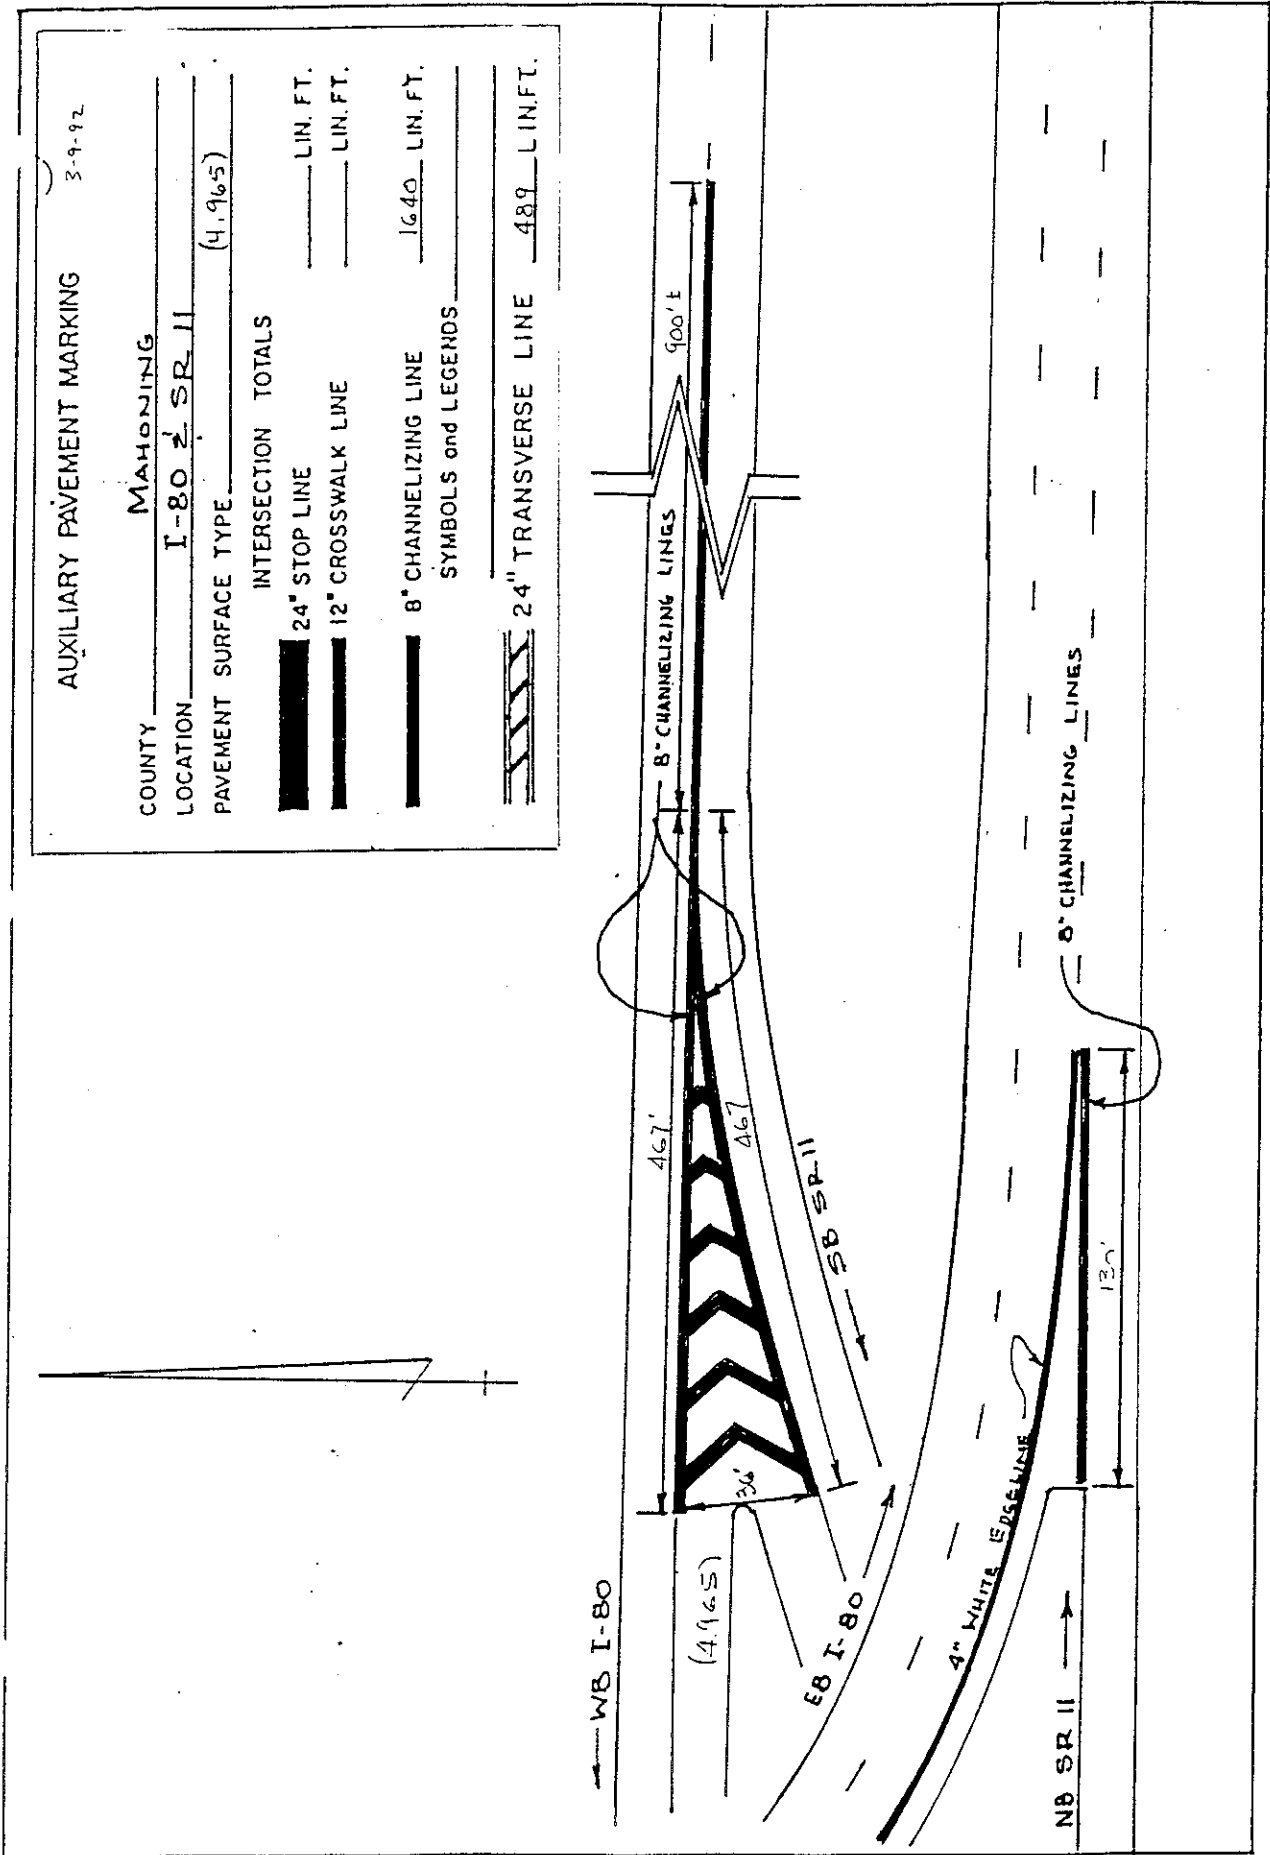 AUXILIARY PAVEMENT MARKING
3-9-92
COUNTY MAHONING
LOCATION I-80 & SR 11
PAVEMENT SURFACE TYPE (4.965)
INTERSECTION TOTALS
24" STOP LINE LIN. FT.
12" CROSSWALK LINE LIN. FT.
8" CHANNELIZING LINE 1640 LIN. FT.
SYMBOLS and LEGENDS
24" TRANSVERSE LINE 489 LIN. FT.
← WB I-80
(4.965)
467'
8" CHANNELIZING LINES
900' ±
36'
467
← SB SR 11
EB I-80
4" WHITE EDGELINE
8" CHANNELIZING LINES
NB SR 11 →